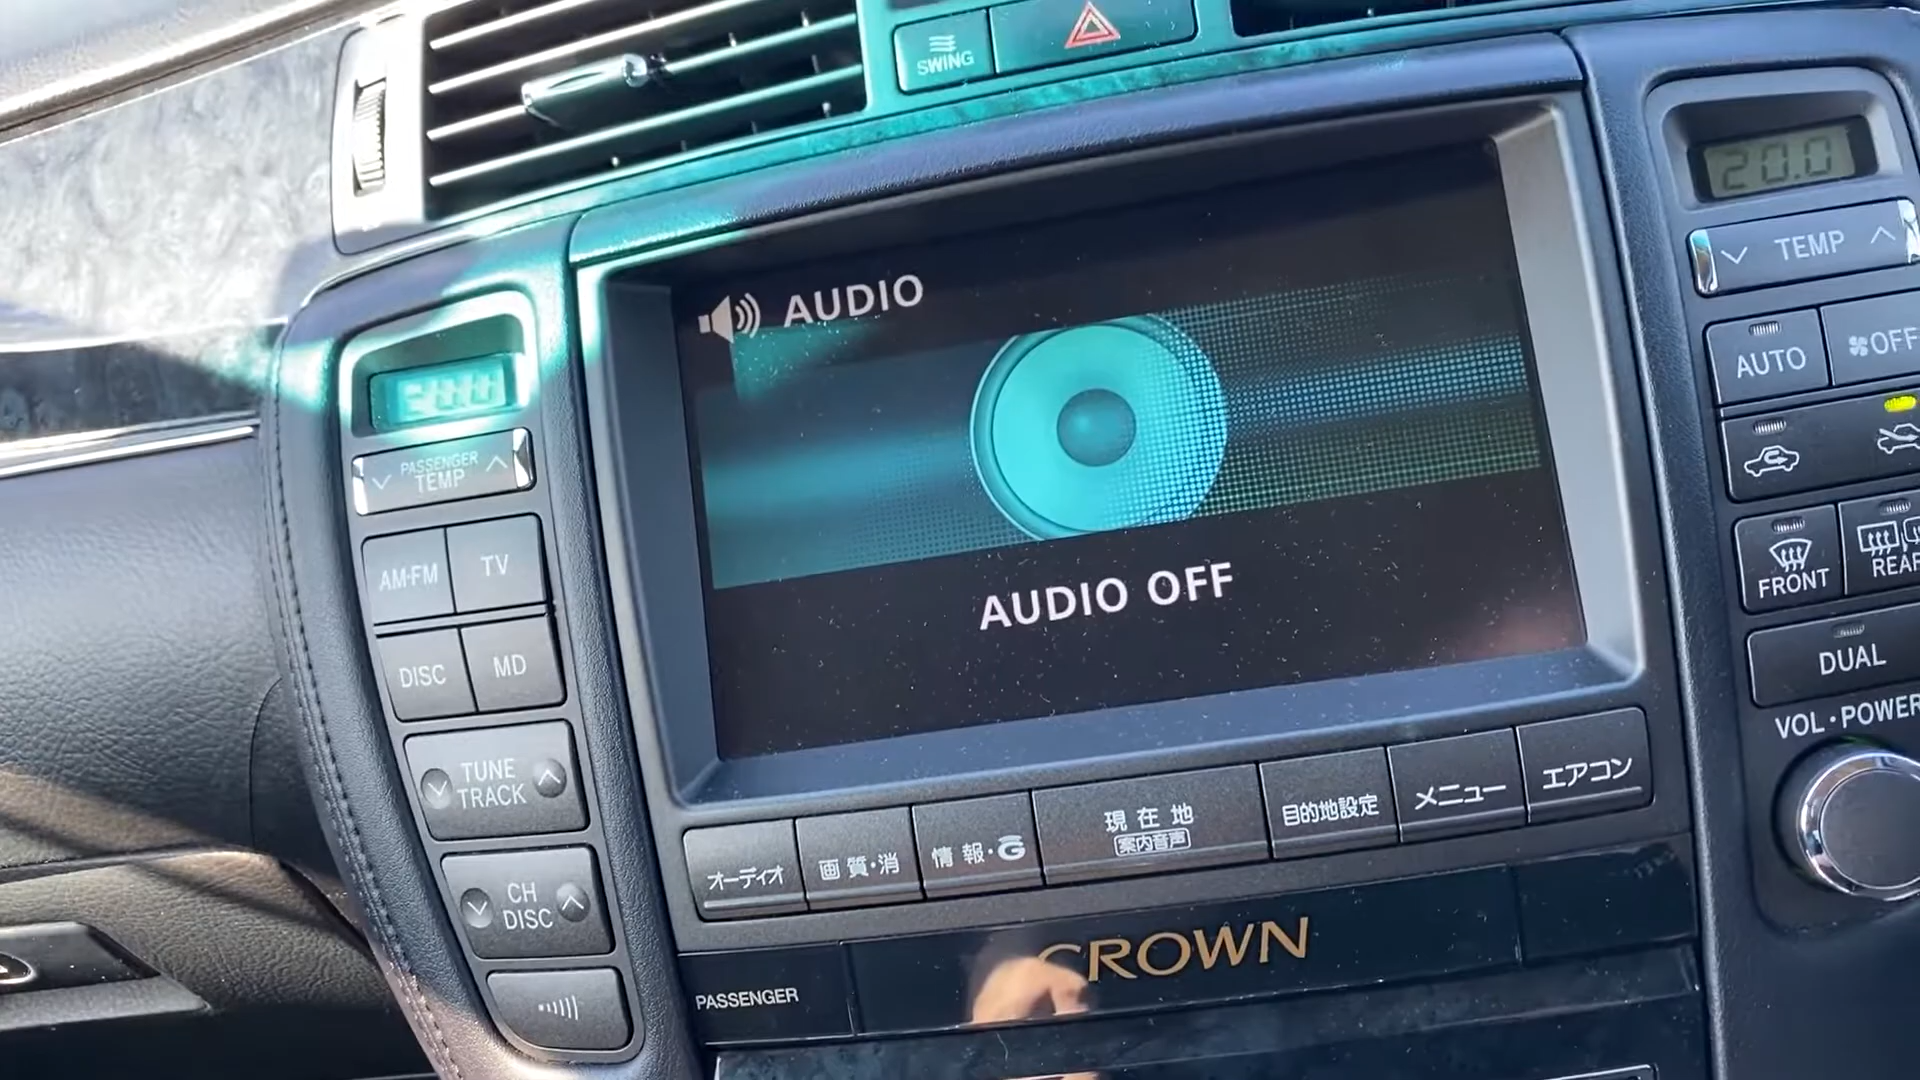 SWING
20.0
TEMP
AUTO
OFF
AUDIO
PASSENGER
TEMP
AM·FM
TV
DISC
MD
TUNE
TRACK
CH
DISC
AUDIO OFF
FRONT
REAR
DUAL
VOL·POWER
オーディオ
画質・消
情報・G
現在地
案内音声
目的地設定
メニュー
エアコン
CROWN
PASSENGER